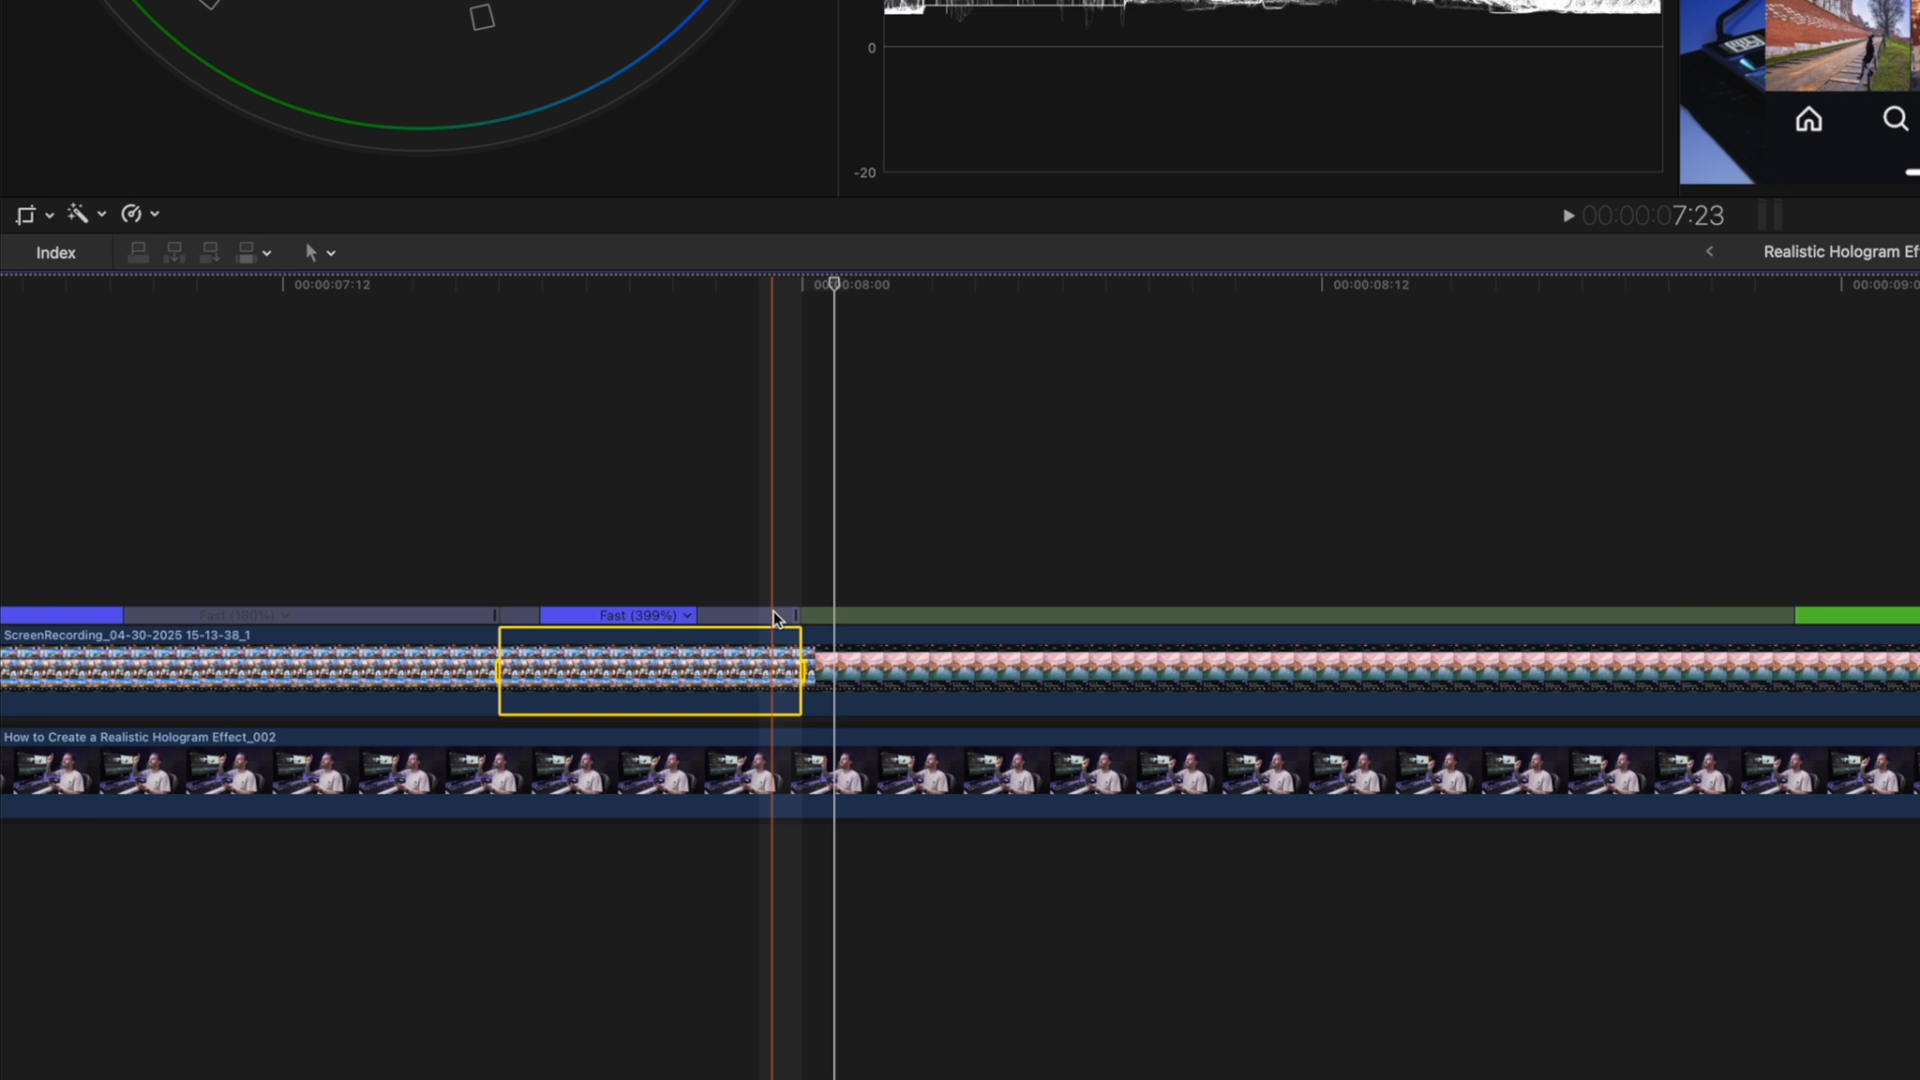 0
-20
00:00:07:23
Index
Realistic Hologram Ef
00:00:07:12
00:00:08:00
00:00:08:12
00:00:09:0
Fast (180%)
Fast (399%)
ScreenRecording_04-30-2025 15-13-38_1
How to Create a Realistic Hologram Effect_002